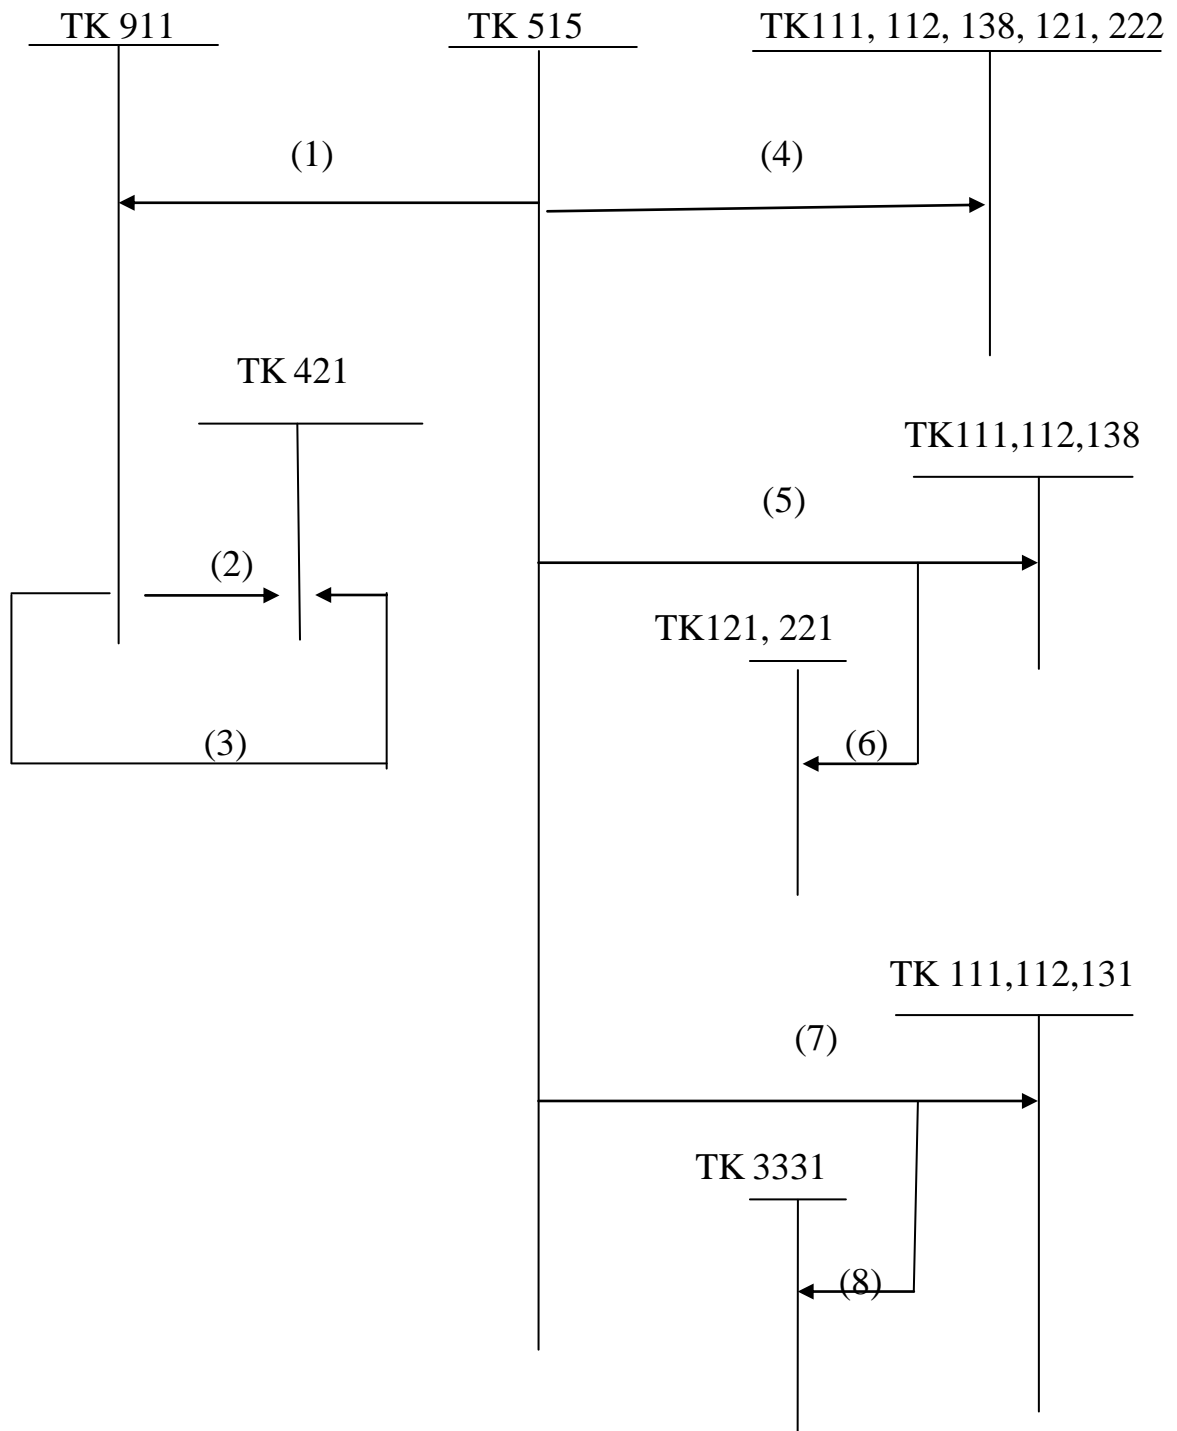 TK 911
TK 515
TK111, 112, 138, 121, 222
(1)
(4)
TK 421
TK111,112,138
(5)
(2)
TK121, 221
(3)
(6)
TK 111,112,131
(7)
TK 3331
(8)